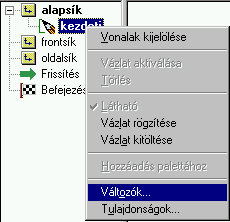 alapsík
kezdeti
frontsík
oldalsík
Frissítés
Befejezés
Vonalak kijelölése
Vázlat aktiválása
Törlés
Látható
Vázlat rögzítése
Vázlat kitöltése
Hozzáadás palettához
Változók...
Tulajdonságok...